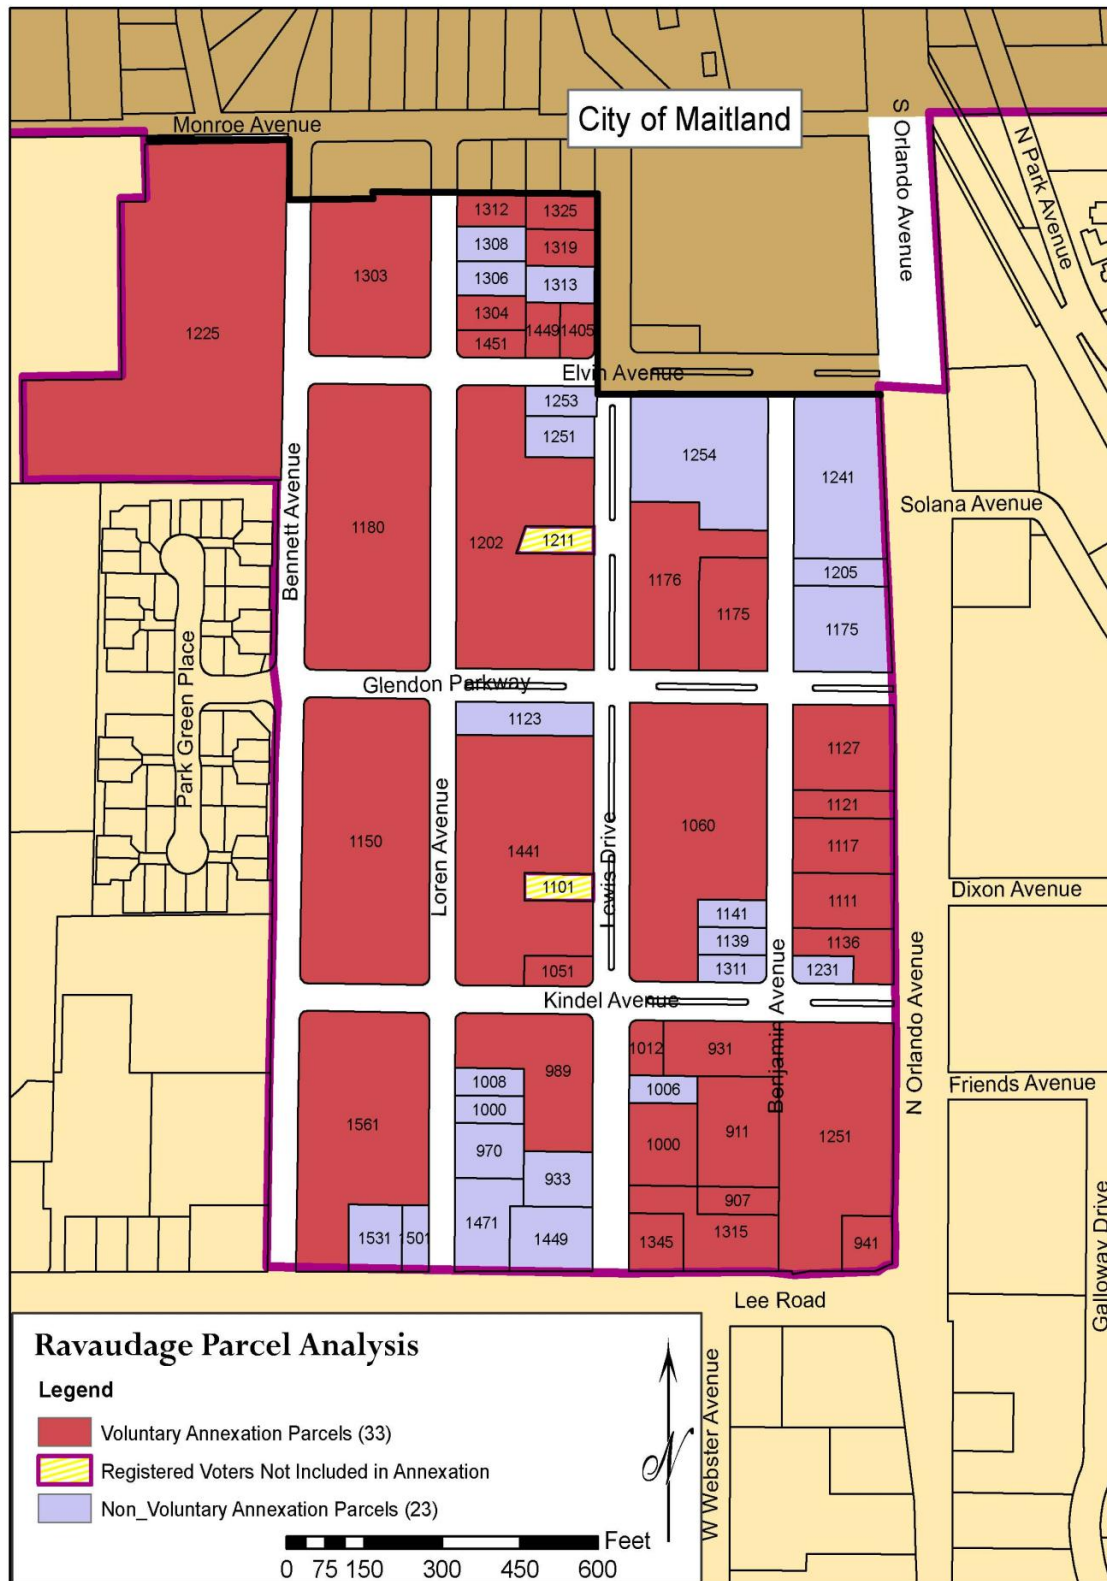 City of Maitland
Monroe Avenue
S Orlando Avenue
N Park Avenue
1312
1325
1308
1319
1303
1306
1313
1225
1304
1449
1405
1451
Elvin Avenue
1253
1251
1254
1241
Solana Avenue
Bennett Avenue
1180
1202
1211
1176
1205
1175
1175
Park Green Place
Glendon Parkway
1123
1127
1121
1060
1117
1150
1441
Loren Avenue
Lewis Drive
1101
1111
Dixon Avenue
1141
1139
1136
1051
1311
1231
Kindel Avenue
Benjamin Avenue
N Orlando Avenue
1012
931
989
1008
1006
Friends Avenue
1000
1561
911
1251
970
1000
933
907
1471
1531
1501
1449
1345
1315
941
Galloway Drive
Lee Road
W Webster Avenue
Ravaudage Parcel Analysis
Legend
Voluntary Annexation Parcels (33)
Registered Voters Not Included in Annexation
Non_Voluntary Annexation Parcels (23)
N
Feet
0 75 150 300 450 600